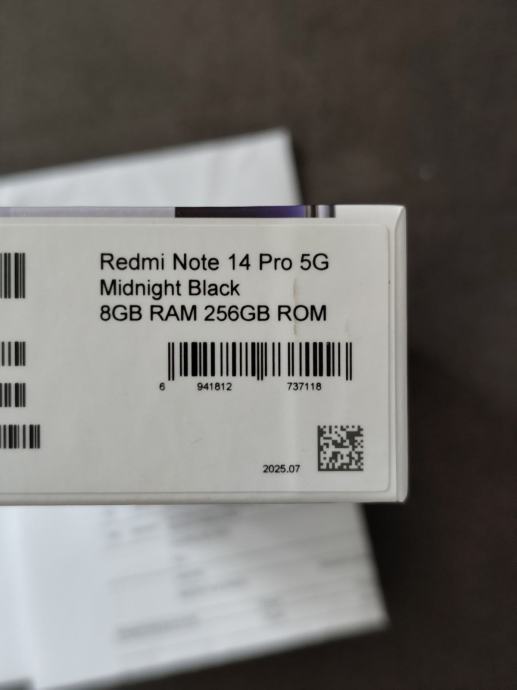 Redmi Note 14 Pro 5G
Midnight Black
8GB RAM 256GB ROM
6 941812 737118
2025.07